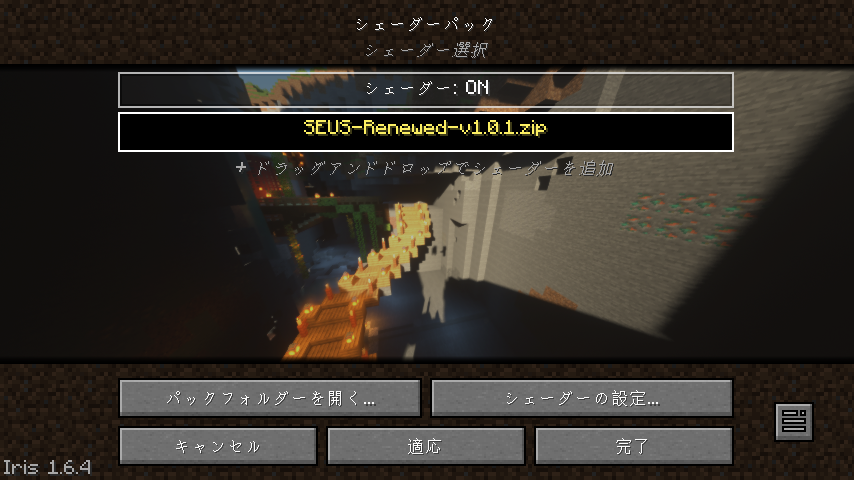 シェーダーパック
シェーダー選択
シェーダー: ON
SEUS-Renewed-v1.0.1.zip
+ ドラッグアンドドロップでシェーダーを追加
パックフォルダーを開く...
シェーダーの設定...
キャンセル
適応
完了
Iris 1.6.4